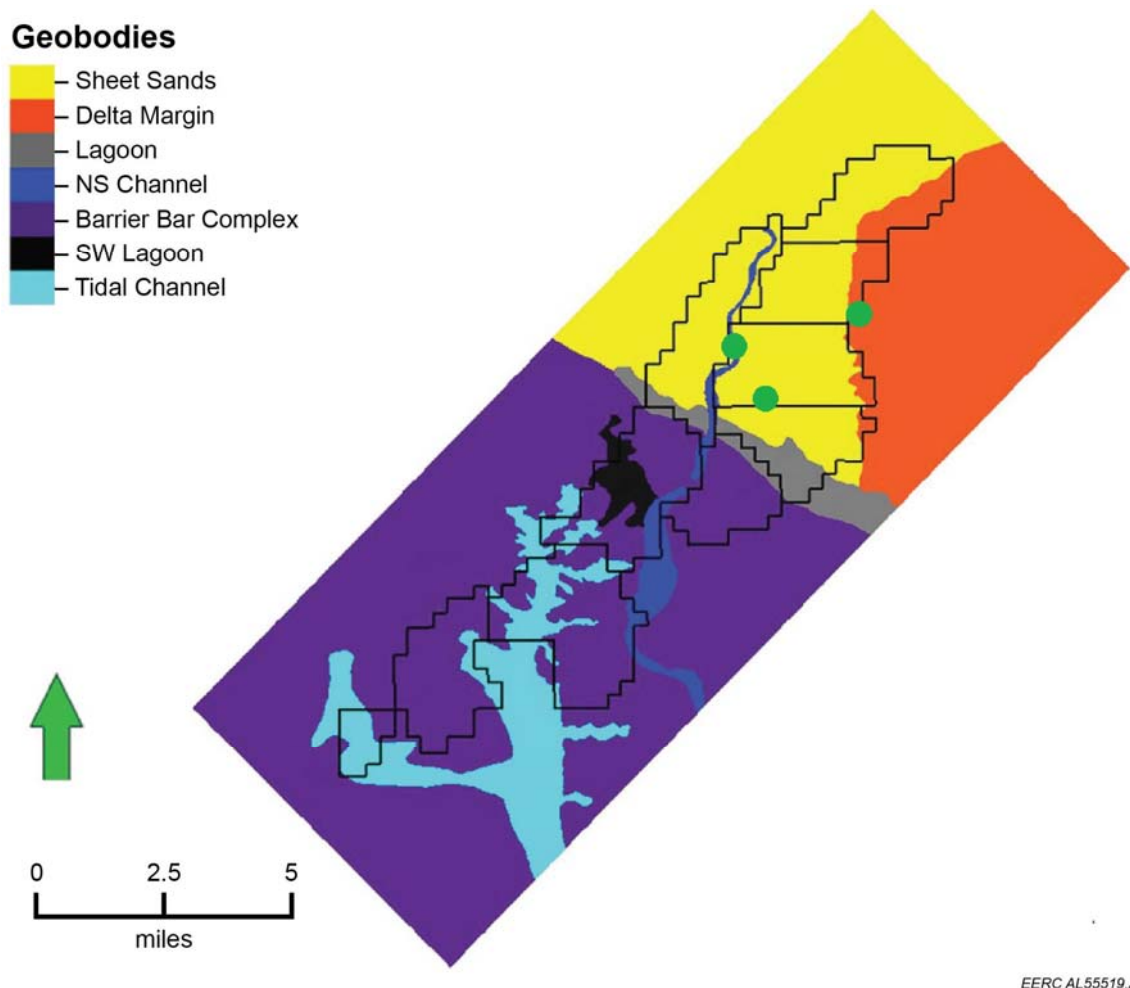 Geobodies
Sheet Sands
Delta Margin
Lagoon
NS Channel
Barrier Bar Complex
SW Lagoon
Tidal Channel
0 2.5 5
miles
EERC AL55519